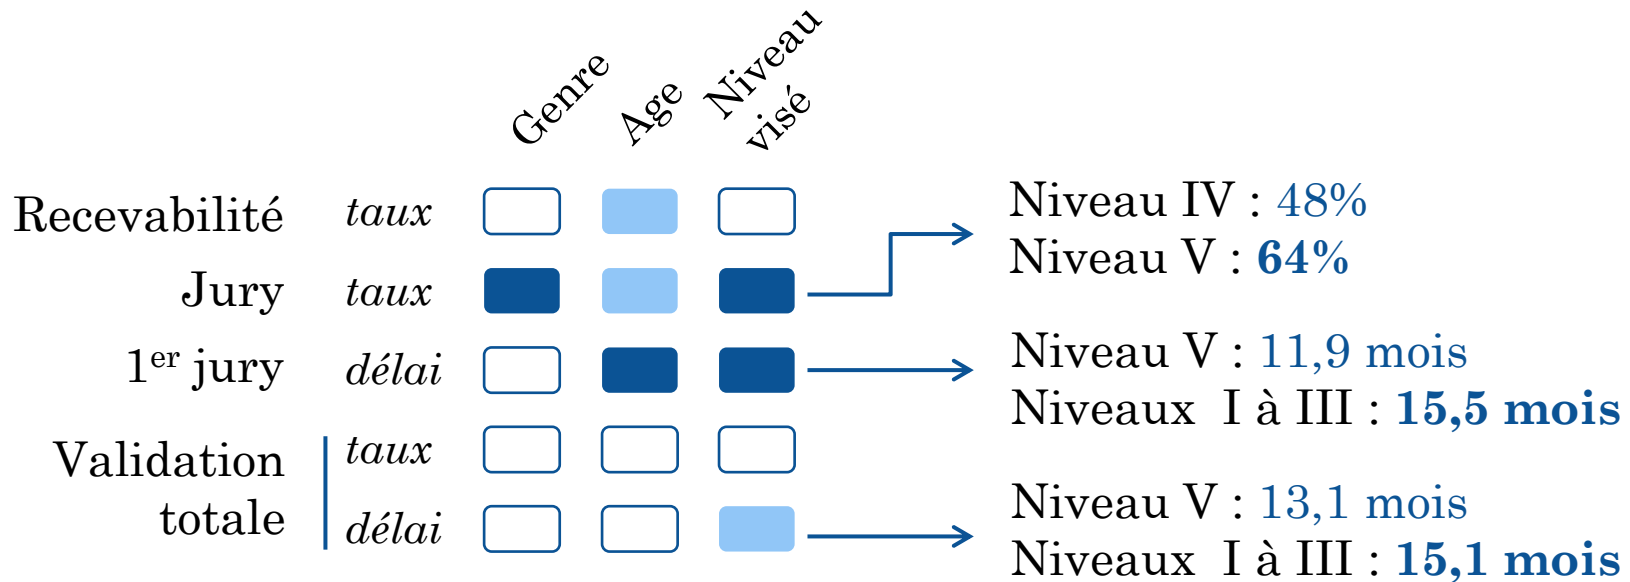 Genre
Age
Niveau
visé
Recevabilité taux
Jury taux
1er jury délai
Validation
totale
taux
délai
Niveau IV : 48%
Niveau V : 64%
Niveau V : 11,9 mois
Niveaux I à III : 15,5 mois
Niveau V : 13,1 mois
Niveaux I à III : 15,1 mois